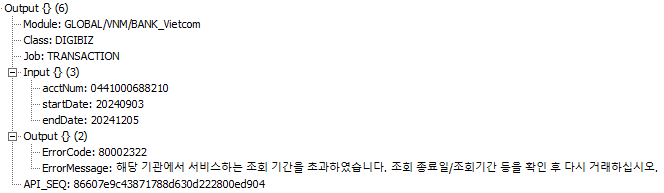 Output {} (6)
Module: GLOBAL/VNM/BANK_Vietcom
Class: DIGIBIZ
Job: TRANSACTION
Input {} (3)
acctNum: 0441000688210
startDate: 20240903
endDate: 20241205
Output {} (2)
ErrorCode: 80002322
ErrorMessage: 해당 기관에서 서비스하는 조회 기간을 초과하였습니다. 조회 종료일/조회기간 등을 확인 후 다시 거래하십시오.
API_SEQ: 86607e9c43871788d630d222800ed904